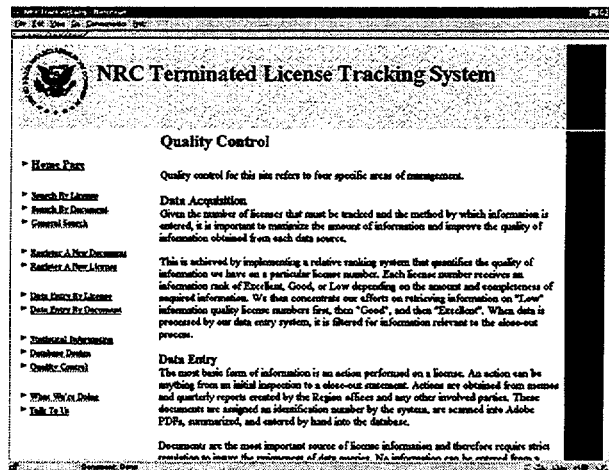 NRC Terminated License Tracking System
Quality Control
Home Page
Quality control for this site refers to four specific areas of management.
Search By License
Search By Document
General Search
Data Acquisition
Given the number of licenses that must be tracked and the method by which information is
entered, it is important to maximize the amount of information and improve the quality of
information obtained from each data source.
Register A New Document
Register A New License
This is achieved by implementing a relative ranking system that quantifies the quality of
information we have on a particular license number. Each license number receives an
information rank of Excellent, Good, or Low depending on the amount and completeness of
acquired information. We then concentrate our efforts on retrieving information on "Low"
information quality license numbers first, then "Good", and then "Excellent". When data is
processed by our data entry system, it is filtered for information relevant to the close-out
process.
Data Entry By License
Data Entry By Document
Statistical Information
Database Design
Quality Control
Data Entry
The most basic form of information is an action performed on a license. An action can be
anything from an initial inspection to a close-out statement. Actions are obtained from memos
and quarterly reports created by the Region offices and any other involved parties. These
documents are assigned an identification number by the system, are scanned into Adobe
PDFs, summarized, and entered by hand into the database.
What We're Doing
Talk To Us
Documents are the most important source of license information and therefore require strict
No information can be entered from a
Document: Done